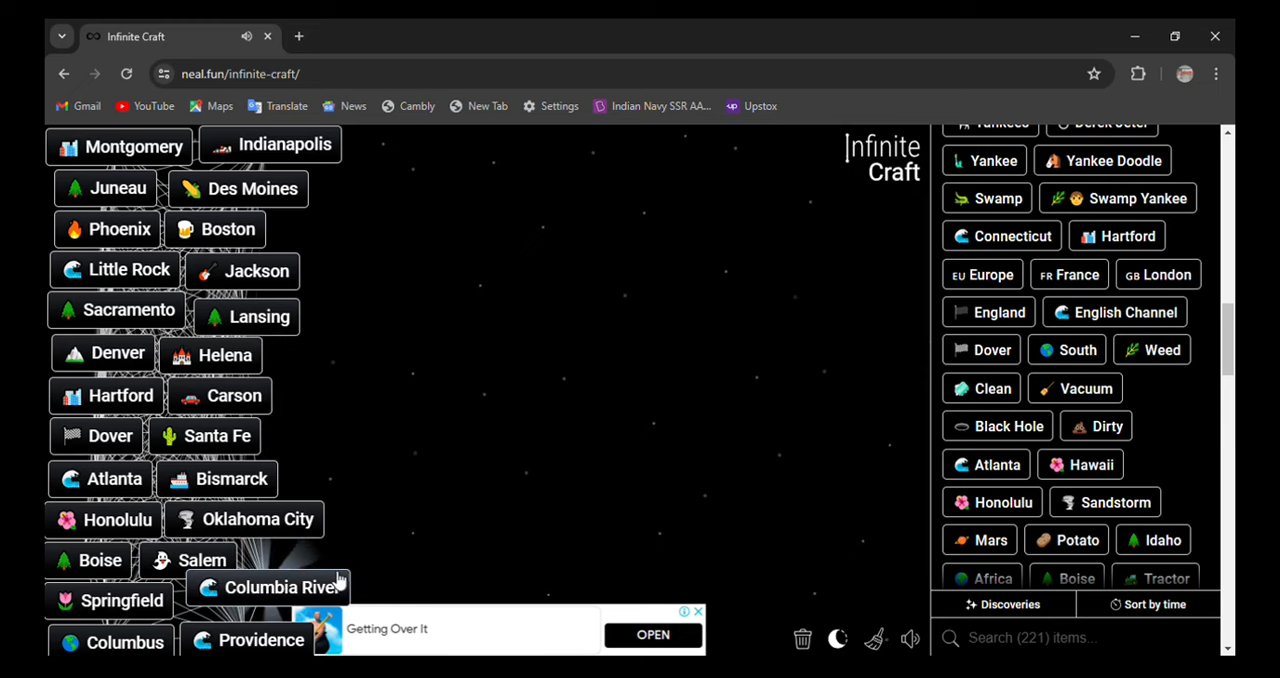 Infinite Craft
neal.fun/infinite-craft/
Gmail YouTube Maps Translate News Cambly New Tab Settings Indian Navy SSR AA... Upstox
Montgomery Indianapolis
Juneau Des Moines
Phoenix Boston
Little Rock Jackson
Sacramento Lansing
Denver Helena
Hartford Carson
Dover Santa Fe
Atlanta Bismarck
Honolulu Oklahoma City
Boise Salem
Columbia River
Springfield
Columbus Providence
Getting Over It OPEN
Infinite
Craft
Yankees Derek Jeter
Yankee Yankee Doodle
Swamp Swamp Yankee
Connecticut Hartford
EU Europe FR France GB London
England English Channel
Dover South Weed
Clean Vacuum
Black Hole Dirty
Atlanta Hawaii
Honolulu Sandstorm
Mars Potato Idaho
Africa Boise Tractor
Discoveries Sort by time
Search (221) items...